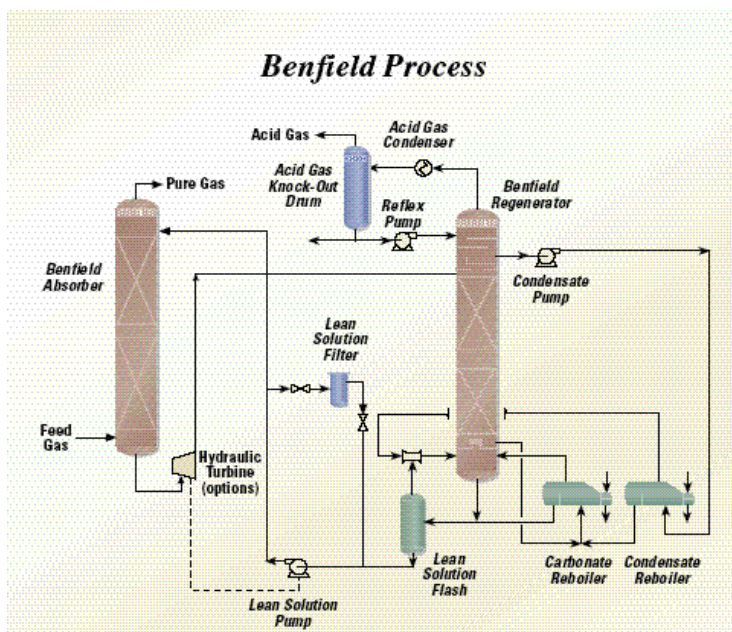 Benfield Process
Acid Gas
Acid Gas
Condenser
Acid Gas
Knock-Out
Drum
Pure Gas
Reflex
Pump
Benfield
Regenerator
Benfield
Absorber
Condensate
Pump
Lean
Solution
Filter
Feed
Gas
Hydraulic
Turbine
(options)
Lean
Solution
Flash
Carbonate
Reboiler
Condensate
Reboiler
Lean Solution
Pump